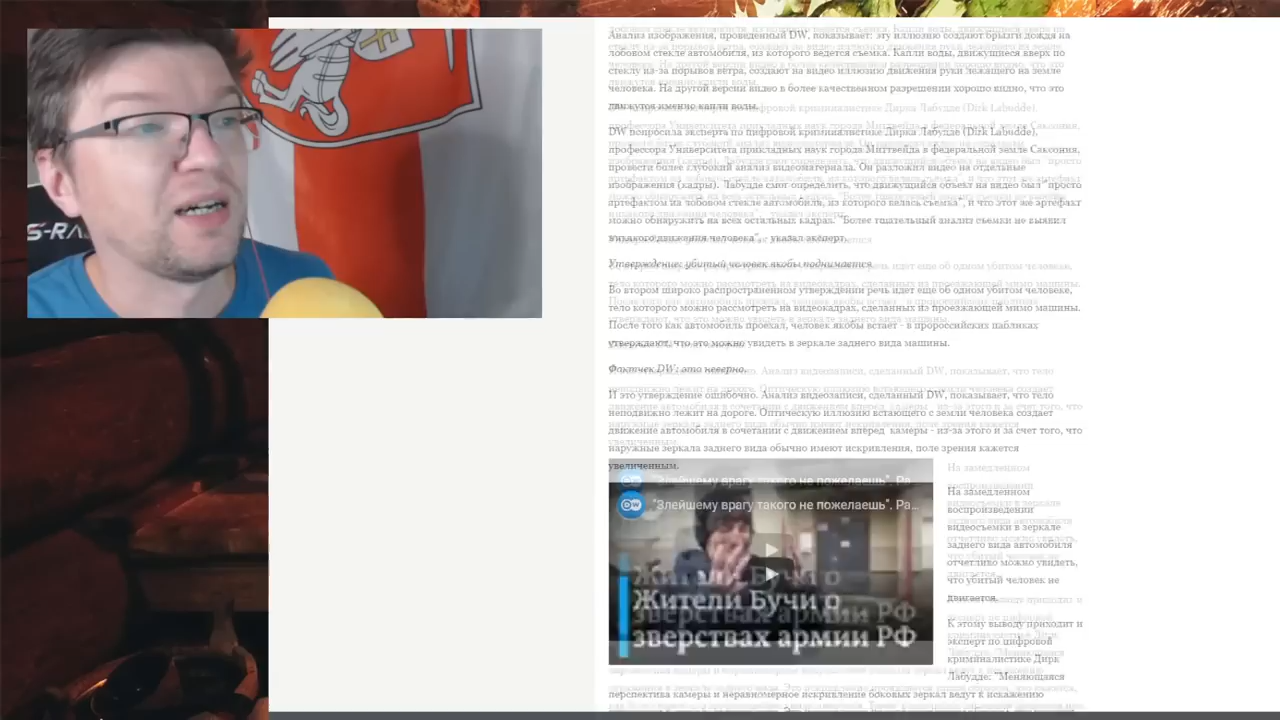 S-RA
Анализ изображения, проведенный DW, показывает: эту иллюзию создают брызги дождя на
лобовом стекле автомобиля, из которого ведется съемка. Капли воды, движущиеся вверх по
стеклу из-за порывов ветра, создают на видео иллюзию движения руки лежащего на земле
человека. На другой версии видео в более качественном разрешении хорошо видно, что это
движутся именно капли воды.
DW попросила эксперта по цифровой криминалистике Дирка Лабудде (Dirk Labudde),
профессора Университета прикладных наук города Миттвейда в федеральной земле Саксония,
провести более глубокий анализ видеоматериала. Он разложил видео на отдельные
изображения (кадры). Лабудде смог определить, что движущийся объект на видео был "просто
артефактом на лобовом стекле автомобиля, из которого велась съемка", и что этот же артефакт
можно обнаружить на всех остальных кадрах. "Более тщательный анализ съемки не выявил
никакого движения человека", - указал эксперт.
Утверждение: убитый человек якобы поднимается.
Во втором широко распространенном утверждении речь идет еще об одном убитом человеке,
тело которого можно рассмотреть на видеокадрах, сделанных из проезжающей мимо машины.
После того как автомобиль проехал, человек якобы встает - в пророссийских пабликах
утверждают, что это можно увидеть в зеркале заднего вида машины.
Фактчек DW: это неверно.
И это утверждение ошибочно. Анализ видеозаписи, сделанный DW, показывает, что тело
неподвижно лежит на дороге. Оптическую иллюзию встающего с земли человека создает
движение автомобиля в сочетании с движением вперед камеры - из-за этого и за счет того, что
наружные зеркала заднего вида обычно имеют искривления, поле зрения кажется
увеличенным.
"Злейшему врагу такого не пожелаешь". Ра...
Жители Бучи о
зверствах армии РФ
На замедленном
воспроизведении
видеосъемки в зеркале
заднего вида автомобиля
отчетливо можно увидеть,
что убитый человек не
двигается.
К этому выводу приходит и
эксперт по цифровой
криминалистике Дирк
Лабудде: "Меняющаяся
перспектива камеры и неравномерное искривление боковых зеркал ведут к искажению